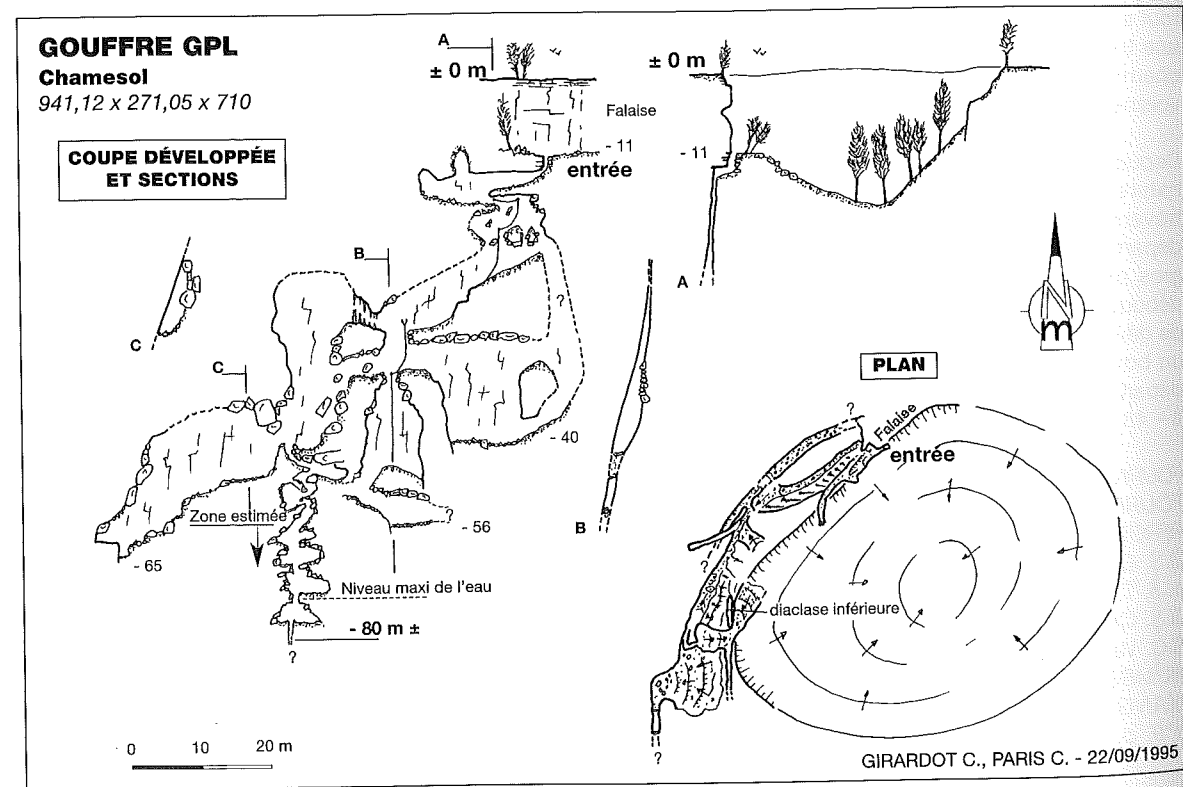 GOUFFRE GPL
Chamesol
941,12 x 271,05 x 710
COUPE DÉVELOPPÉE
ET SECTIONS
A
± 0 m
Falaise
- 11
entrée
± 0 m
- 11
A
B
?
C
C
- 40
B
Zone estimée
?
- 56
- 65
Niveau maxi de l'eau
- 80 m ±
?
N
m
PLAN
?
Falaise
entrée
?
diaclase inférieure
?
0 10 20 m
GIRARDOT C., PARIS C. - 22/09/1995